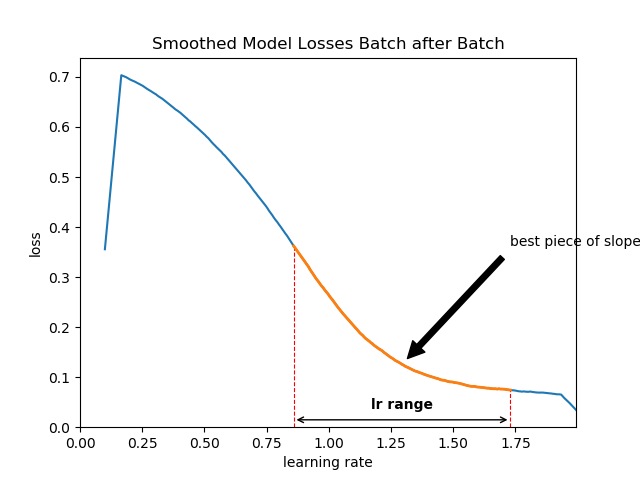 Smoothed Model Losses Batch after Batch
0.7
0.6
0.5
0.4
0.3
0.2
0.1
0.0
loss
best piece of slope
lr range
0.00 0.25 0.50 0.75 1.00 1.25 1.50 1.75
learning rate